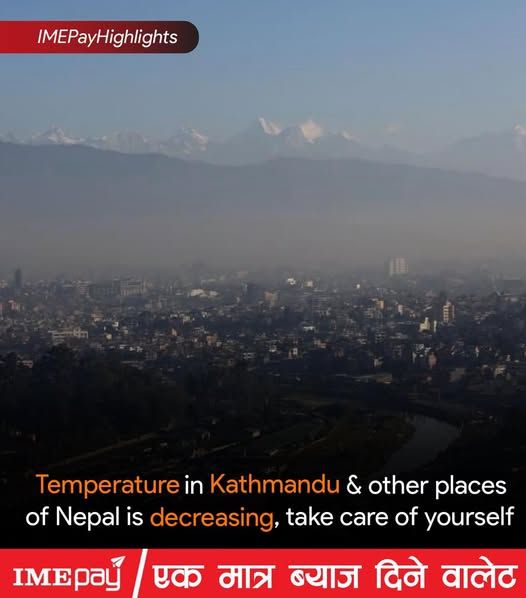 IMEPayHighlights
Temperature in Kathmandu & other places
of Nepal is decreasing, take care of yourself
IMEpay / एक मात्र ब्याज दिने वालेट